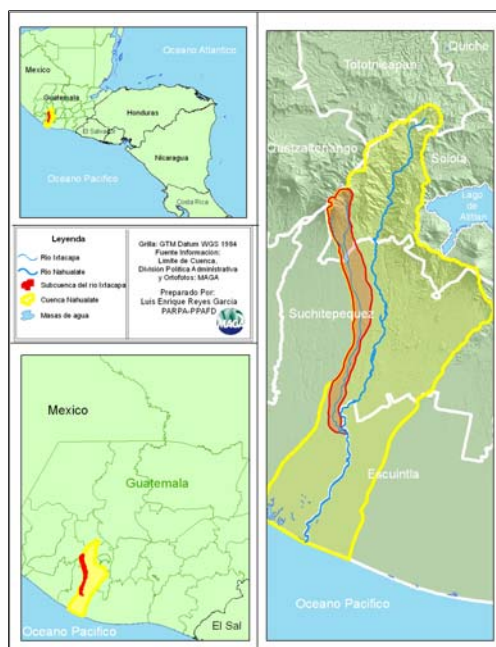 Oceano Atlantico
Mexico
Guatemala
Honduras
El Salvador
Nicaragua
Oceano Pacifico
Costa Rica
Leyenda
Rio Ixtacapa
Rio Nahualate
Subcuenca del rio Ixtacapa
Cuenca Nahualate
Masas de agua
Grilla: GTM Datum WGS 1984
Fuente Información:
Limite de Cuenca,
División Politica Administrativa
y Ortofotos: MAGA
Preparado Por:
Luis Enrique Reyes García
PARPA-PPAFD
MAGA
Mexico
Guatemala
Oceano Pacifico
El Sal
Quiche
Totonicapan
Quetzaltenango
Solola
Lago
de
Atitlan
Suchitepequez
Escuintla
Oceano Pacifico